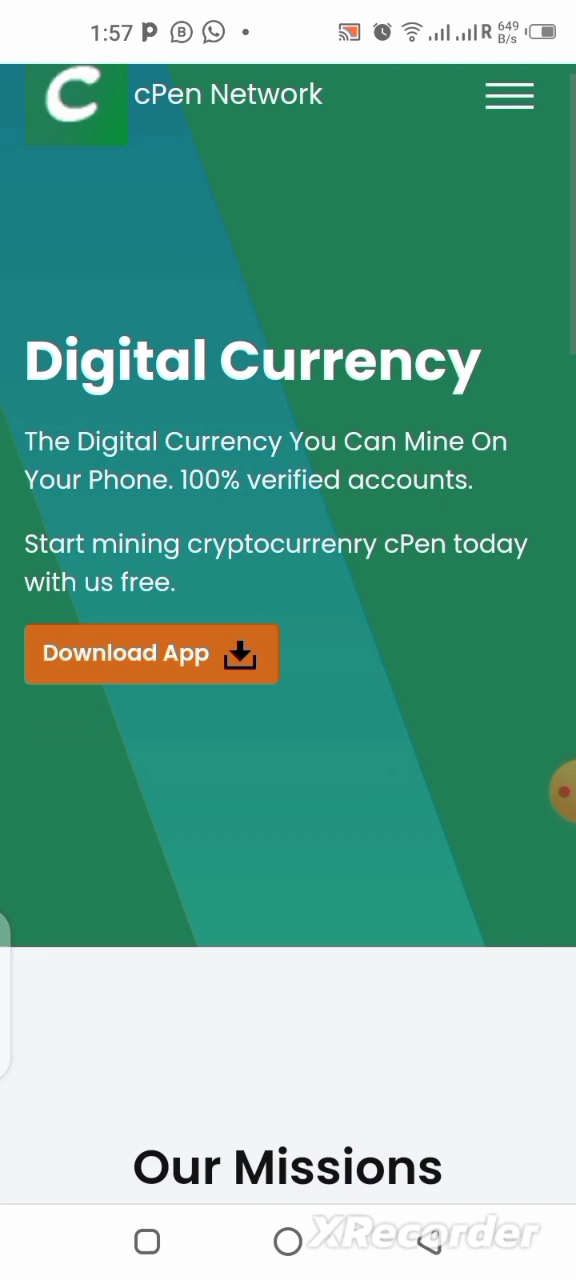 1:57
R 649 B/s
C cPen Network
Digital Currency
The Digital Currency You Can Mine On
Your Phone. 100% verified accounts.
Start mining cryptocurrenry cPen today
with us free.
Download App
Our Missions
XRecorder